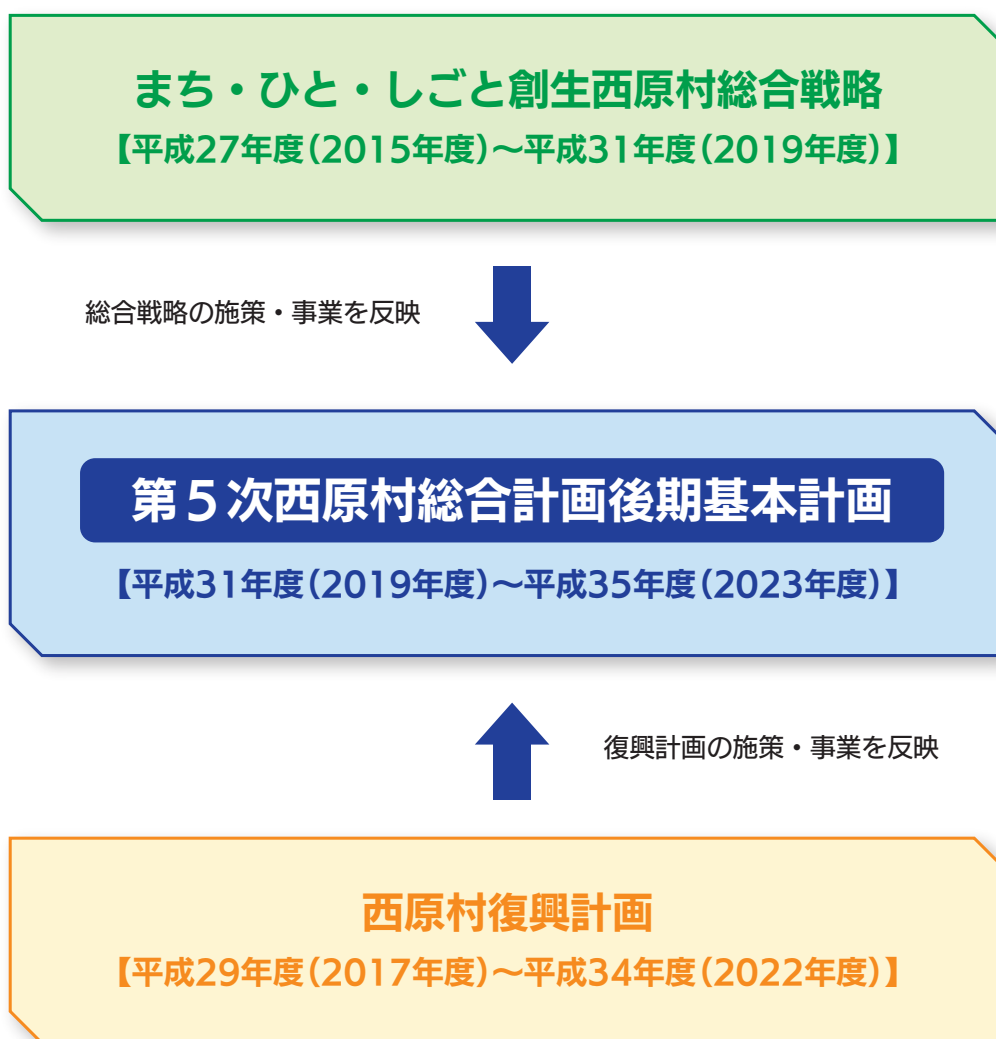 まち・ひと・しごと創生西原村総合戦略
【平成27年度(2015年度)～平成31年度(2019年度)】
総合戦略の施策・事業を反映
第5次西原村総合計画後期基本計画
【平成31年度(2019年度)～平成35年度(2023年度)】
復興計画の施策・事業を反映
西原村復興計画
【平成29年度(2017年度)～平成34年度(2022年度)】